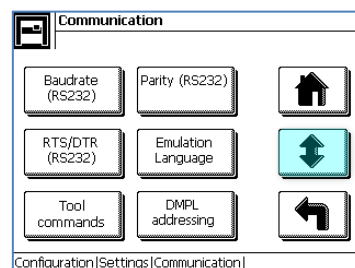 Communication
Baudrate
(RS232)
Parity (RS232)
RTS/DTR
(RS232)
Emulation
Language
Tool
commands
DMPL
addressing
Configuration|Settings|Communication|